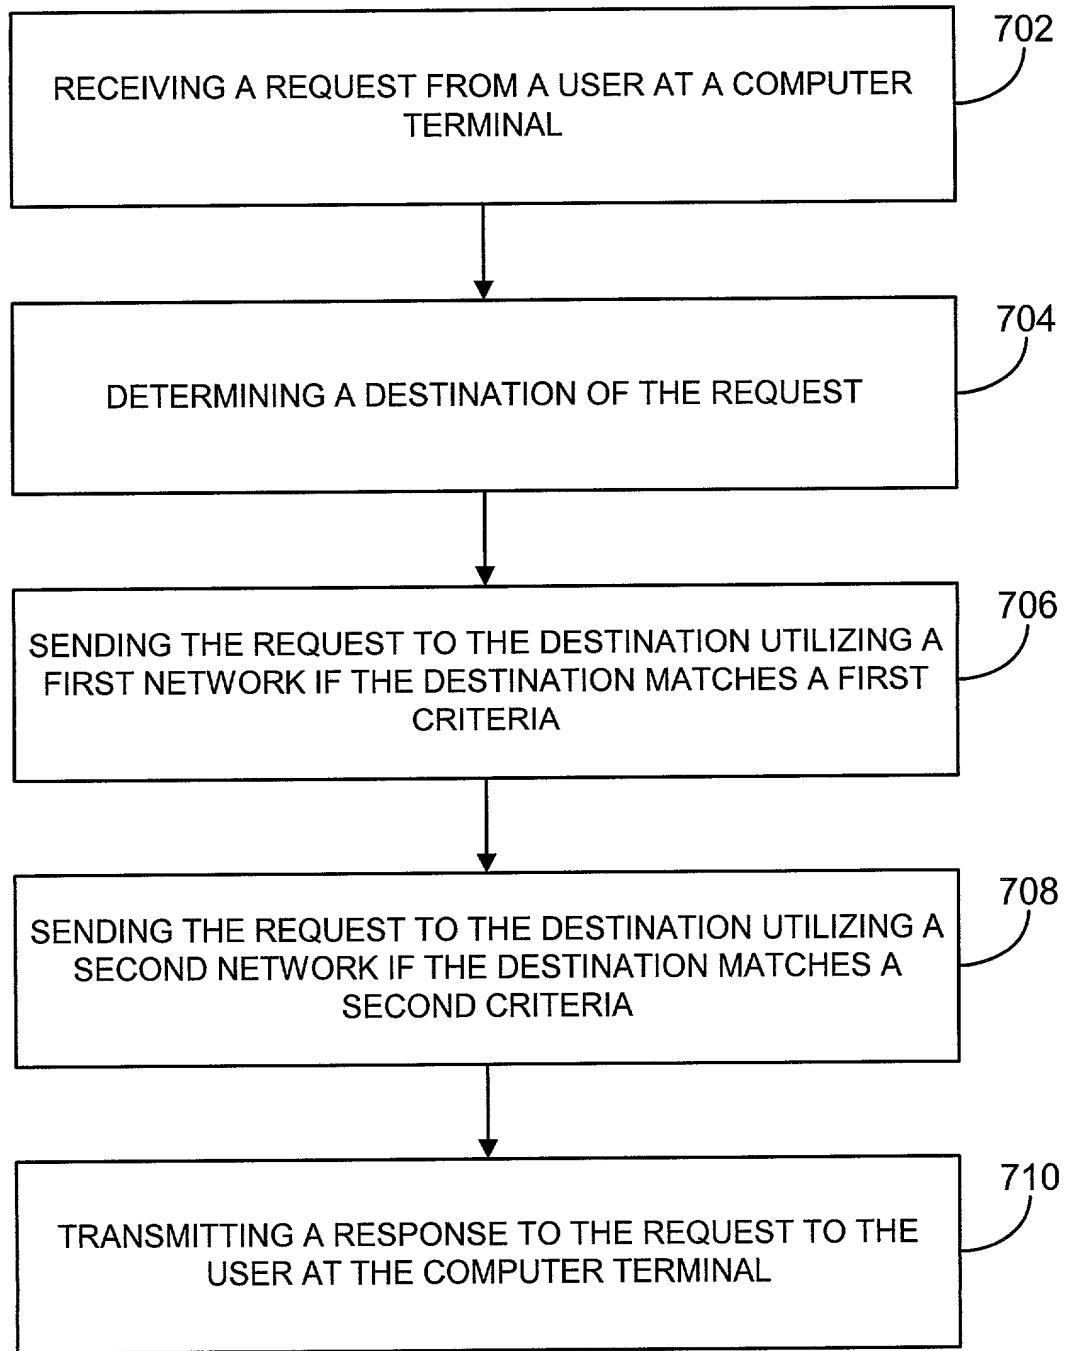 702
RECEIVING A REQUEST FROM A USER AT A COMPUTER
TERMINAL
704
DETERMINING A DESTINATION OF THE REQUEST
706
SENDING THE REQUEST TO THE DESTINATION UTILIZING A
FIRST NETWORK IF THE DESTINATION MATCHES A FIRST
CRITERIA
708
SENDING THE REQUEST TO THE DESTINATION UTILIZING A
SECOND NETWORK IF THE DESTINATION MATCHES A
SECOND CRITERIA
710
TRANSMITTING A RESPONSE TO THE REQUEST TO THE
USER AT THE COMPUTER TERMINAL